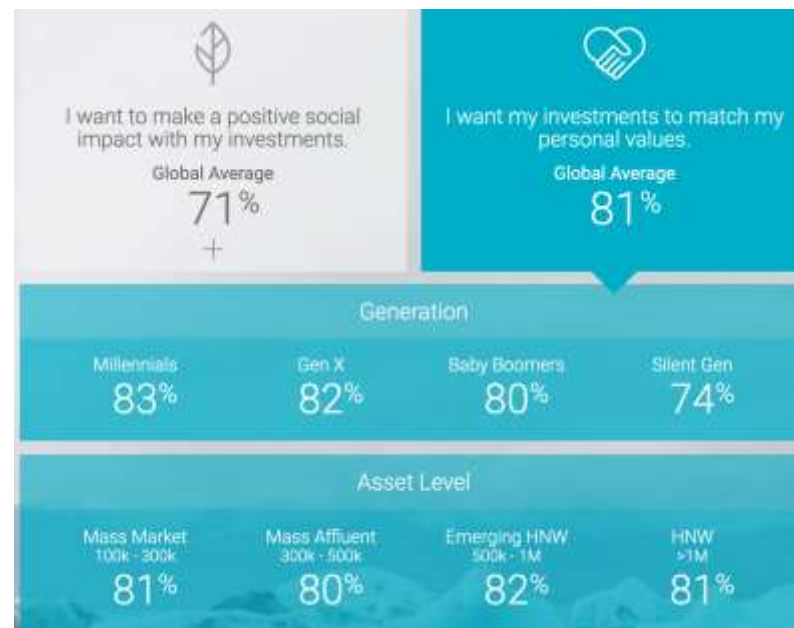 I want to make a positive social
impact with my investments.
Global Average
71%
+
I want my investments to match my
personal values.
Global Average
81%
Generation
Millennials
83%
Gen X
82%
Baby Boomers
80%
Silent Gen
74%
Asset Level
Mass Market
100k - 300k
81%
Mass Affluent
300k - 500k
80%
Emerging HNW
500k - 1M
82%
HNW
>1M
81%